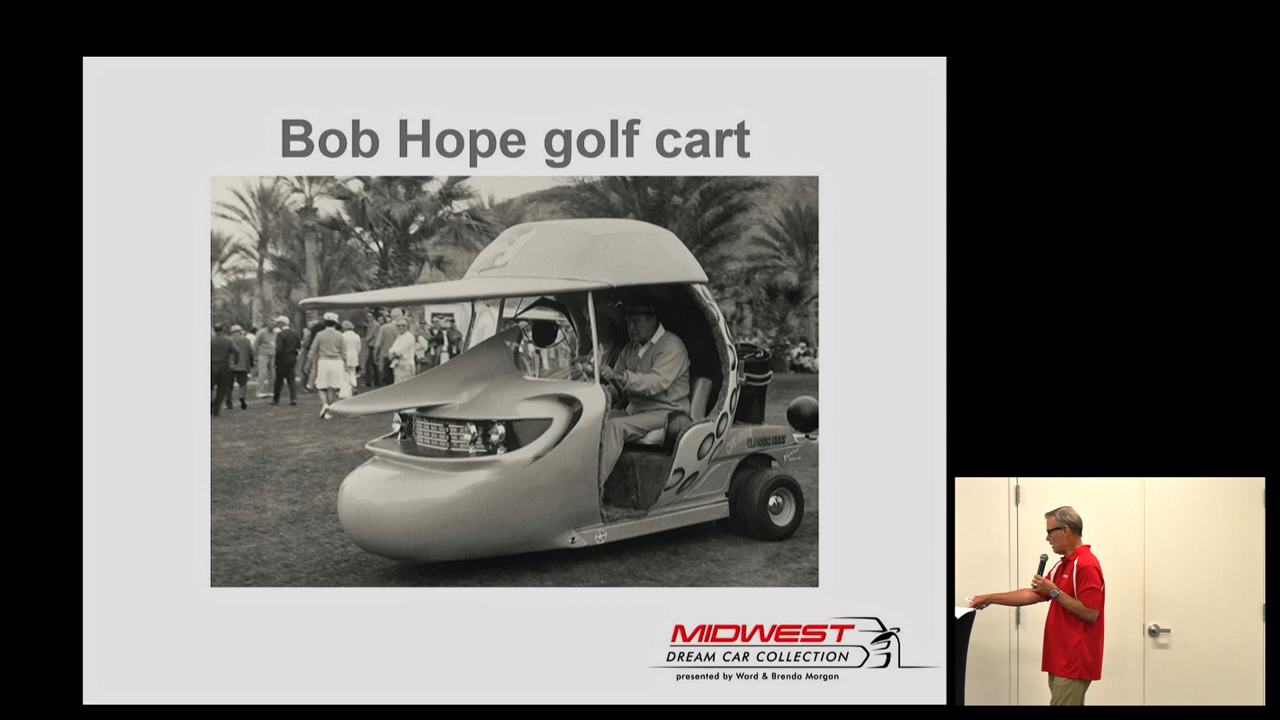 Bob Hope golf cart
MIDWEST
DREAM CAR COLLECTION
presented by Ward & Brenda Morgan